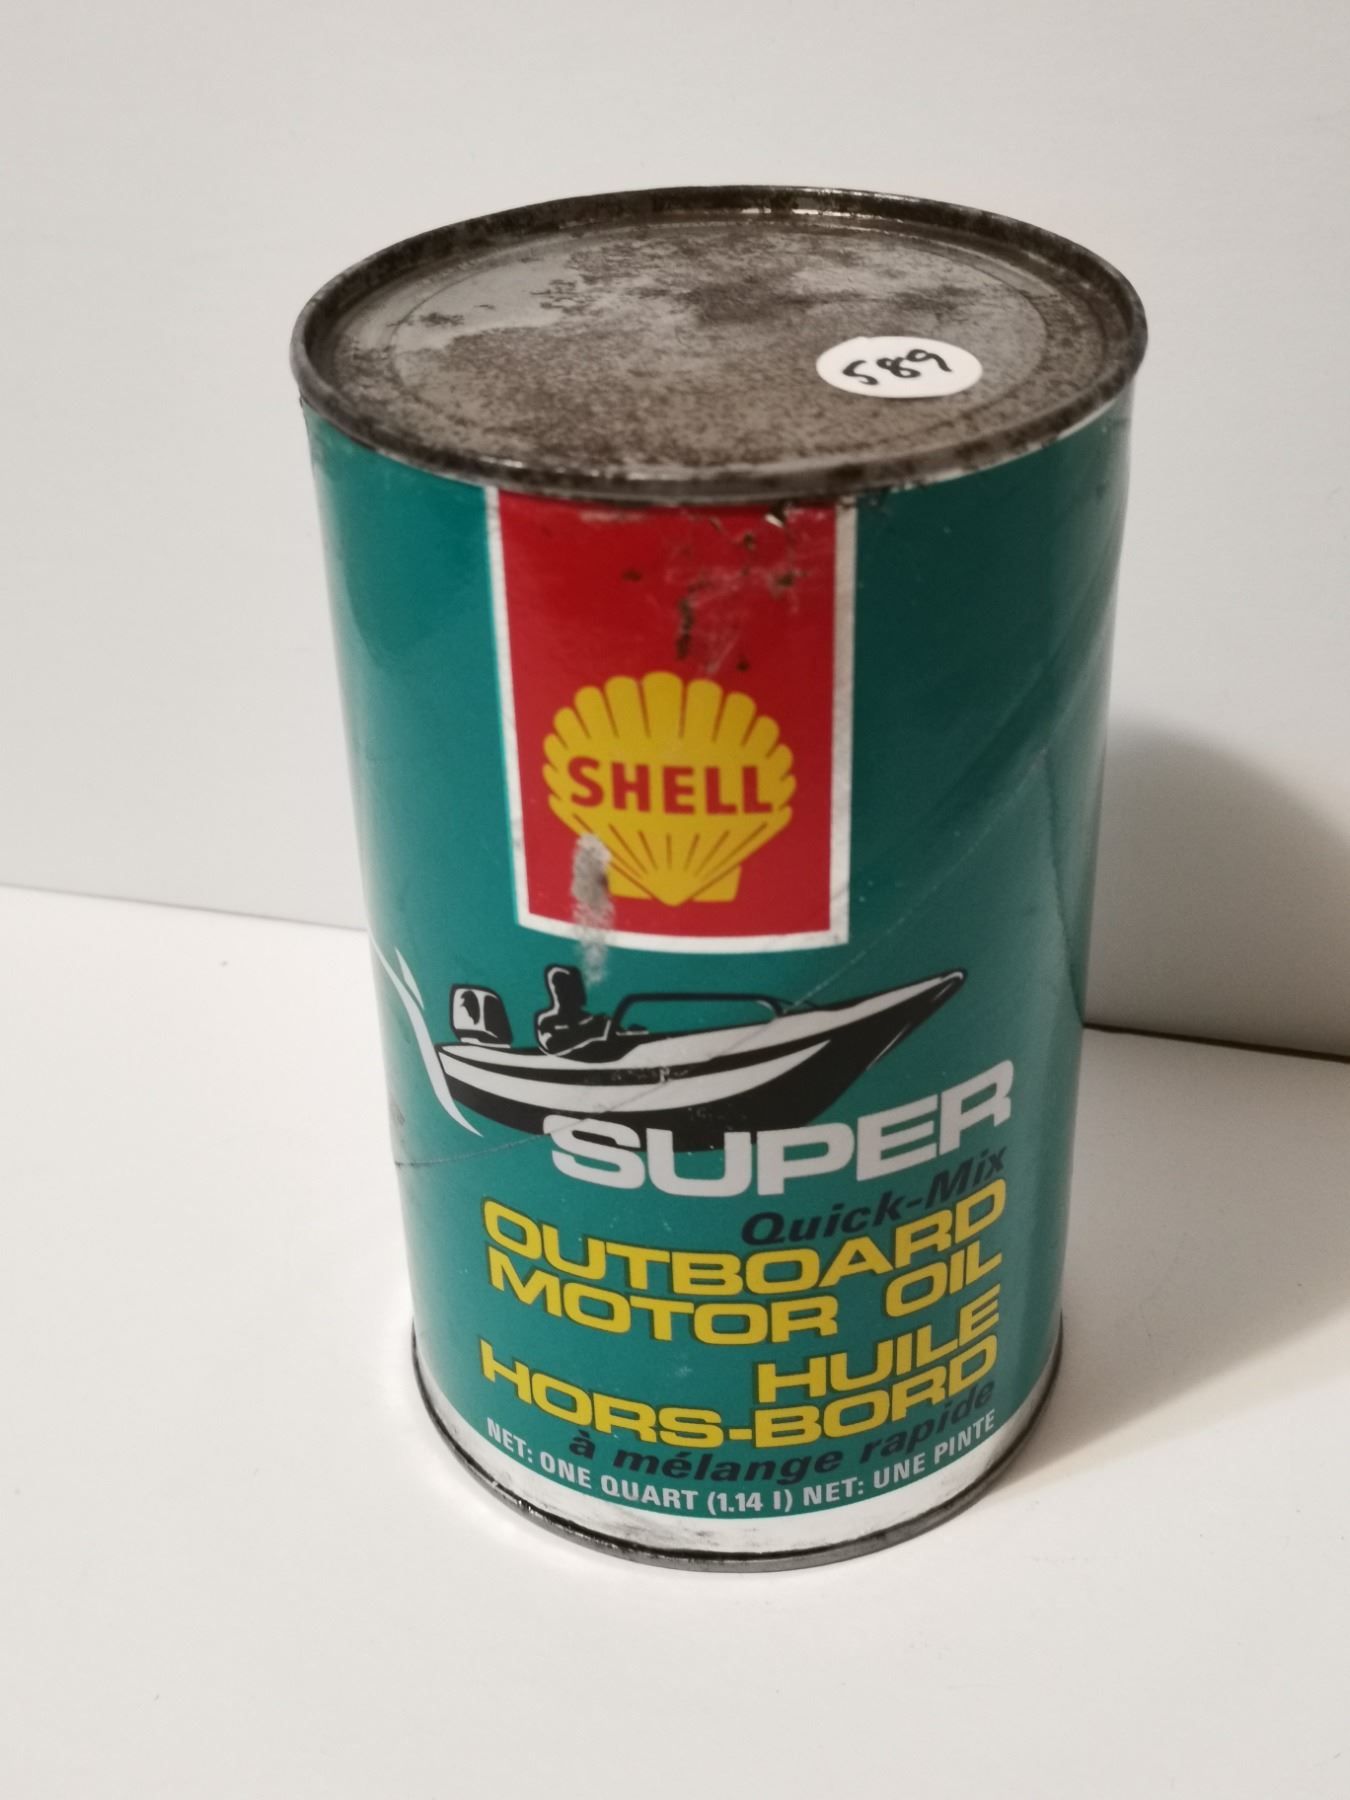 589
SHELL
SUPER
Quick-Mix
OUTBOARD
MOTOR OIL
HUILE
HORS-BORD
à mélange rapide
NET: ONE QUART (1.14 l) NET: UNE PINTE